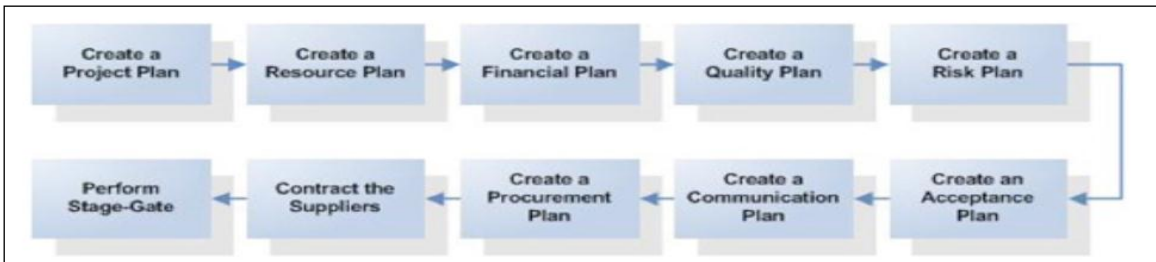 Create a
Project Plan
Create a
Resource Plan
Create a
Financial Plan
Create a
Quality Plan
Create a
Risk Plan
Create an
Acceptance
Plan
Create a
Communication
Plan
Create a
Procurement
Plan
Contract the
Suppliers
Perform
Stage-Gate